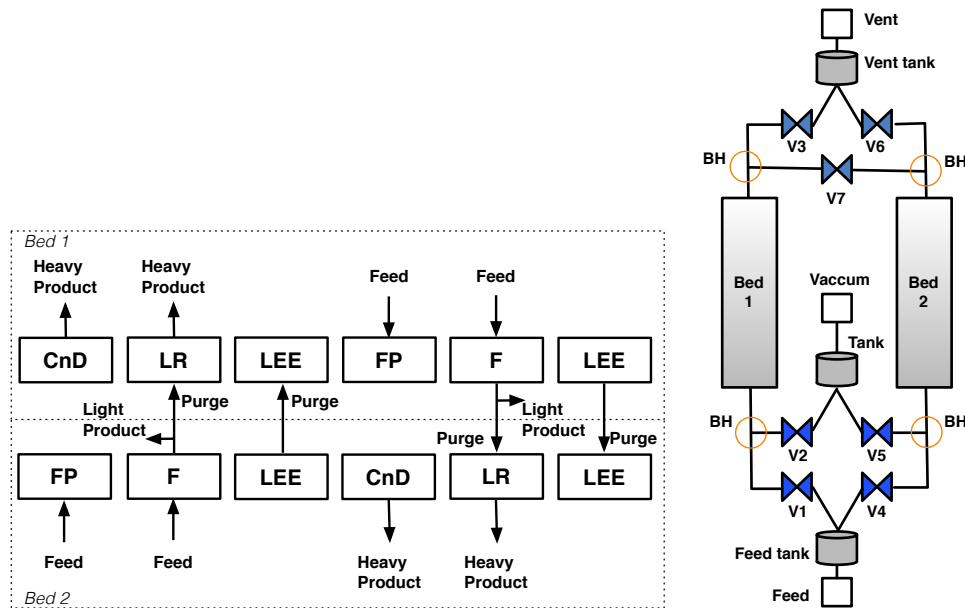 Bed 1
Heavy
Product
Heavy
Product
Feed
Feed
CnD
LR
LEE
FP
F
LEE
Light
Product
Purge
Purge
Light
Product
Purge
Purge
FP
F
LEE
CnD
LR
LEE
Feed
Feed
Heavy
Product
Heavy
Product
Bed 2
Vent
Vent tank
V3
V6
BH
BH
V7
Bed
1
Bed
2
Vaccum
Tank
BH
BH
V2
V5
V1
V4
Feed tank
Feed